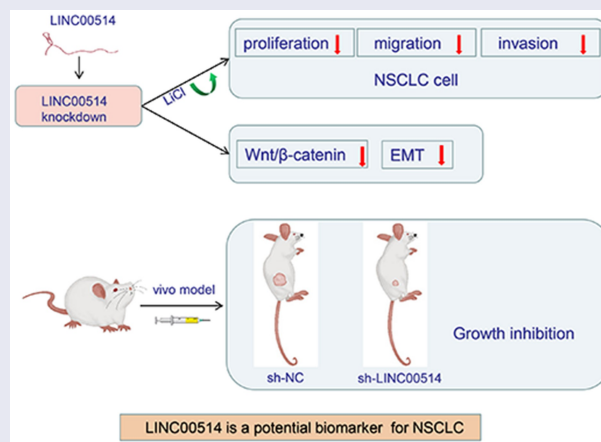 LINC00514
LINC00514
knockdown
LiCl
proliferation migration invasion
NSCLC cell
Wnt/β-catenin EMT
vivo model
sh-NC sh-LINC00514
Growth inhibition
LINC00514 is a potential biomarker for NSCLC